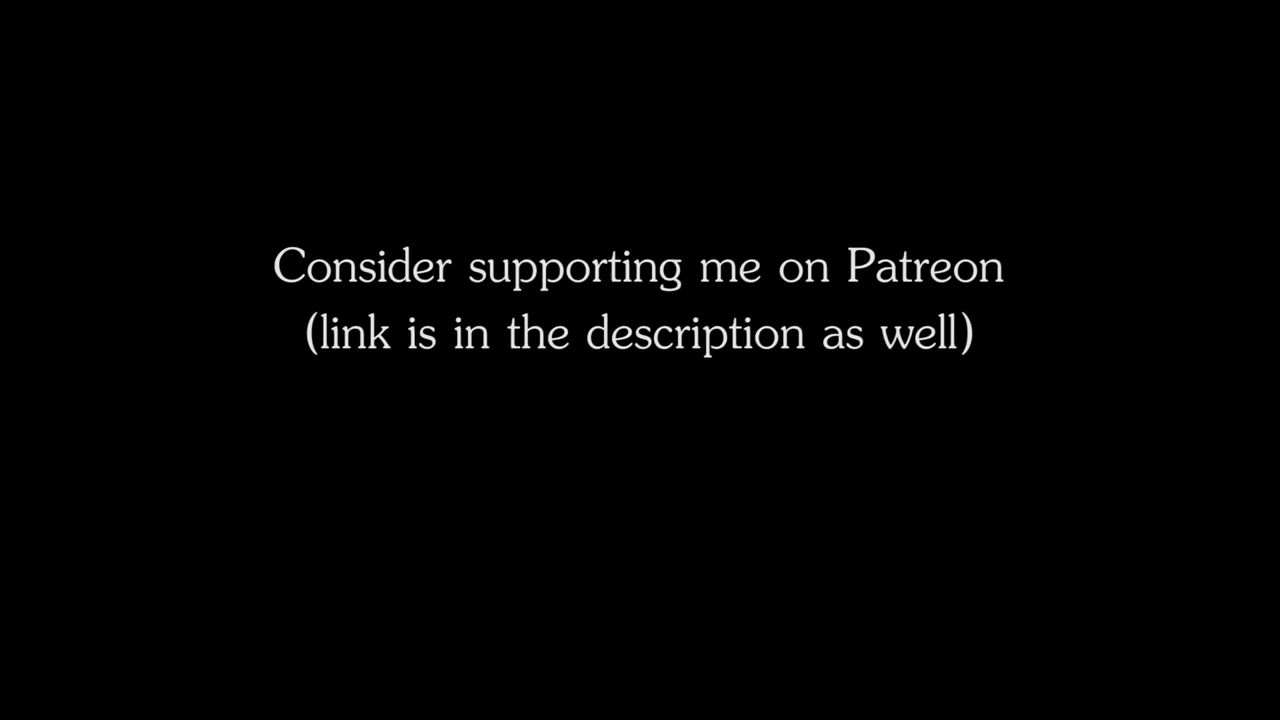 Consider supporting me on Patreon
(link is in the description as well)